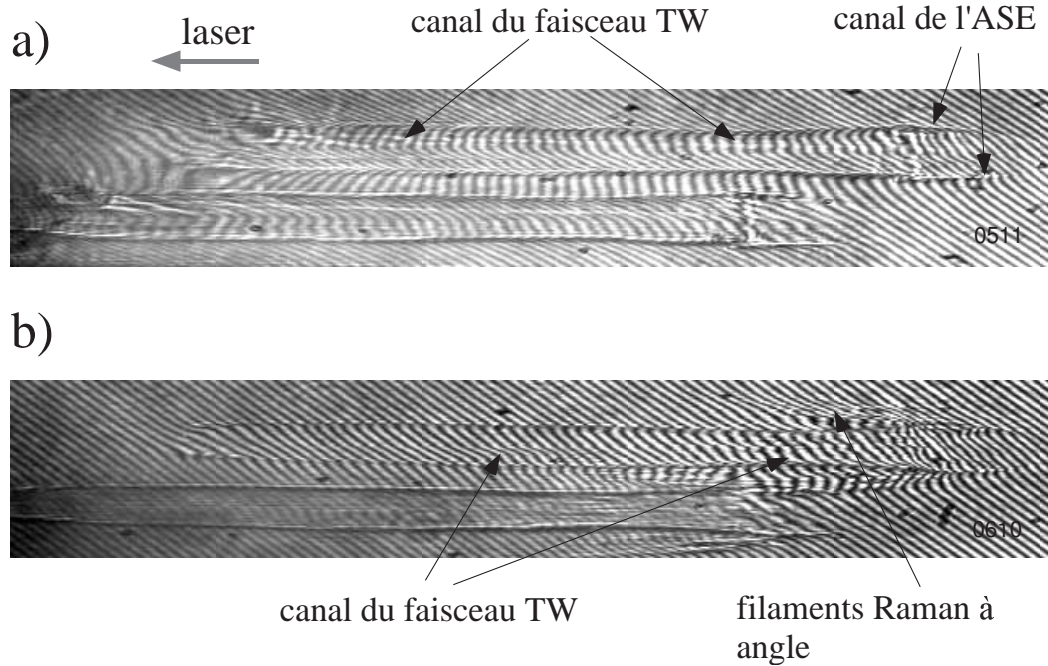 a)
laser
canal du faisceau TW
canal de l'ASE
0511
b)
0610
canal du faisceau TW
filaments Raman à
angle